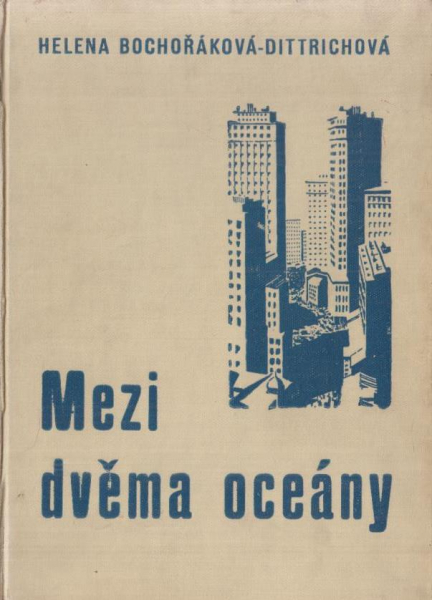 HELENA BOCHOŘÁKOVÁ-DITTRICHOVÁ
Mezi
dvěma oceány